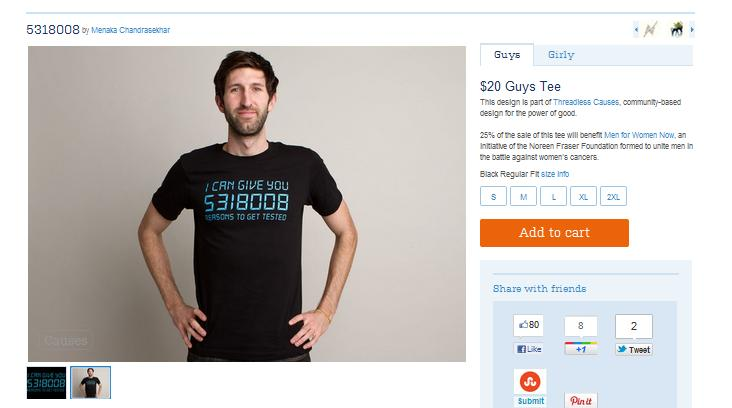 5318008 by Menaka Chandrasekhar
I CAN GIVE YOU
5318008
REASONS TO GET TESTED
Causes
Guys Girly
$20 Guys Tee
This design is part of Threadless Causes, community-based
design for the power of good.
25% of the sale of this tee will benefit Men for Women Now, an
initiative of the Noreen Fraser Foundation formed to unite men in
the battle against women's cancers.
Black Regular Fit size info
S M L XL 2XL
Add to cart
Share with friends
80 8 2
Like +1 Tweet
Submit Pin it
I CAN GIVE YOU
5318008